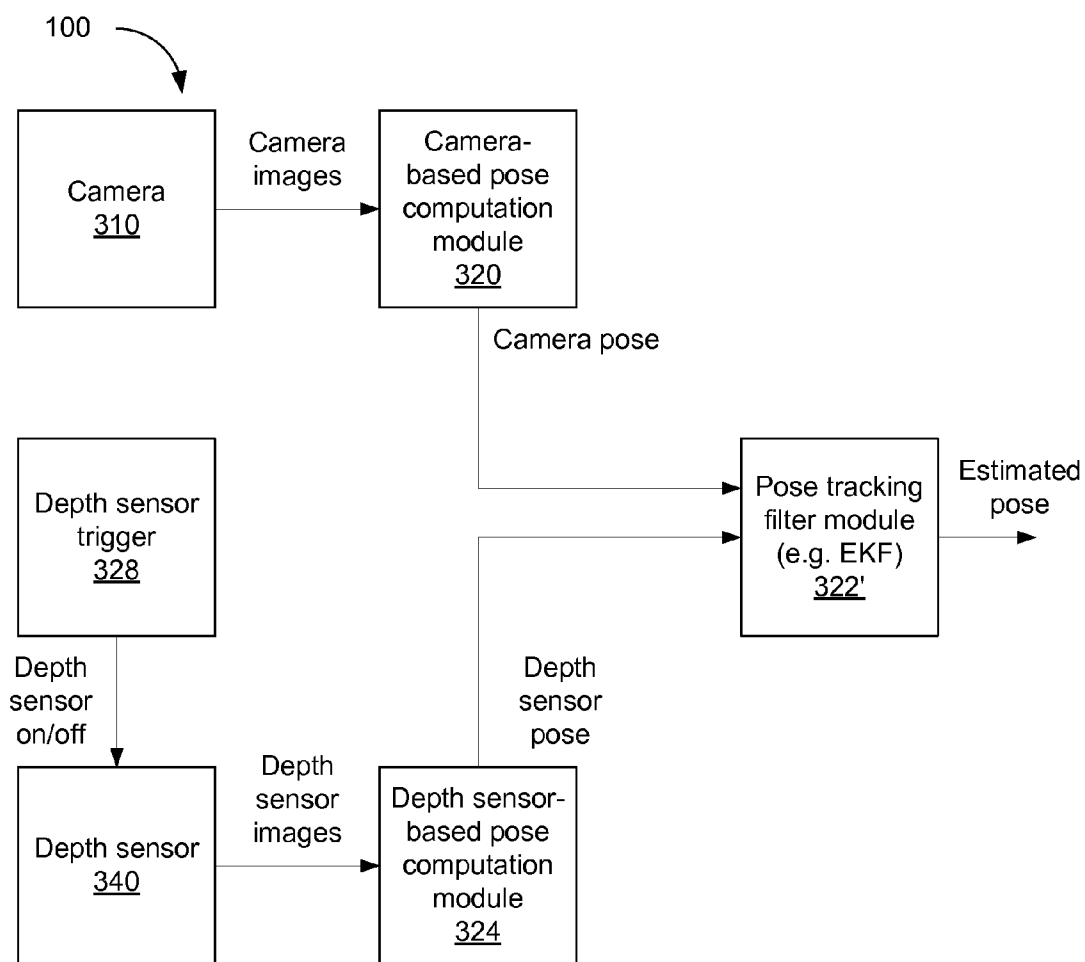 100
Camera
310
Camera
images
Camera-
based pose
computation
module
320
Camera pose
Depth sensor
trigger
328
Pose tracking
filter module
(e.g. EKF)
322'
Estimated
pose
Depth
sensor
on/off
Depth
sensor
pose
Depth sensor
340
Depth
sensor
images
Depth sensor-
based pose
computation
module
324